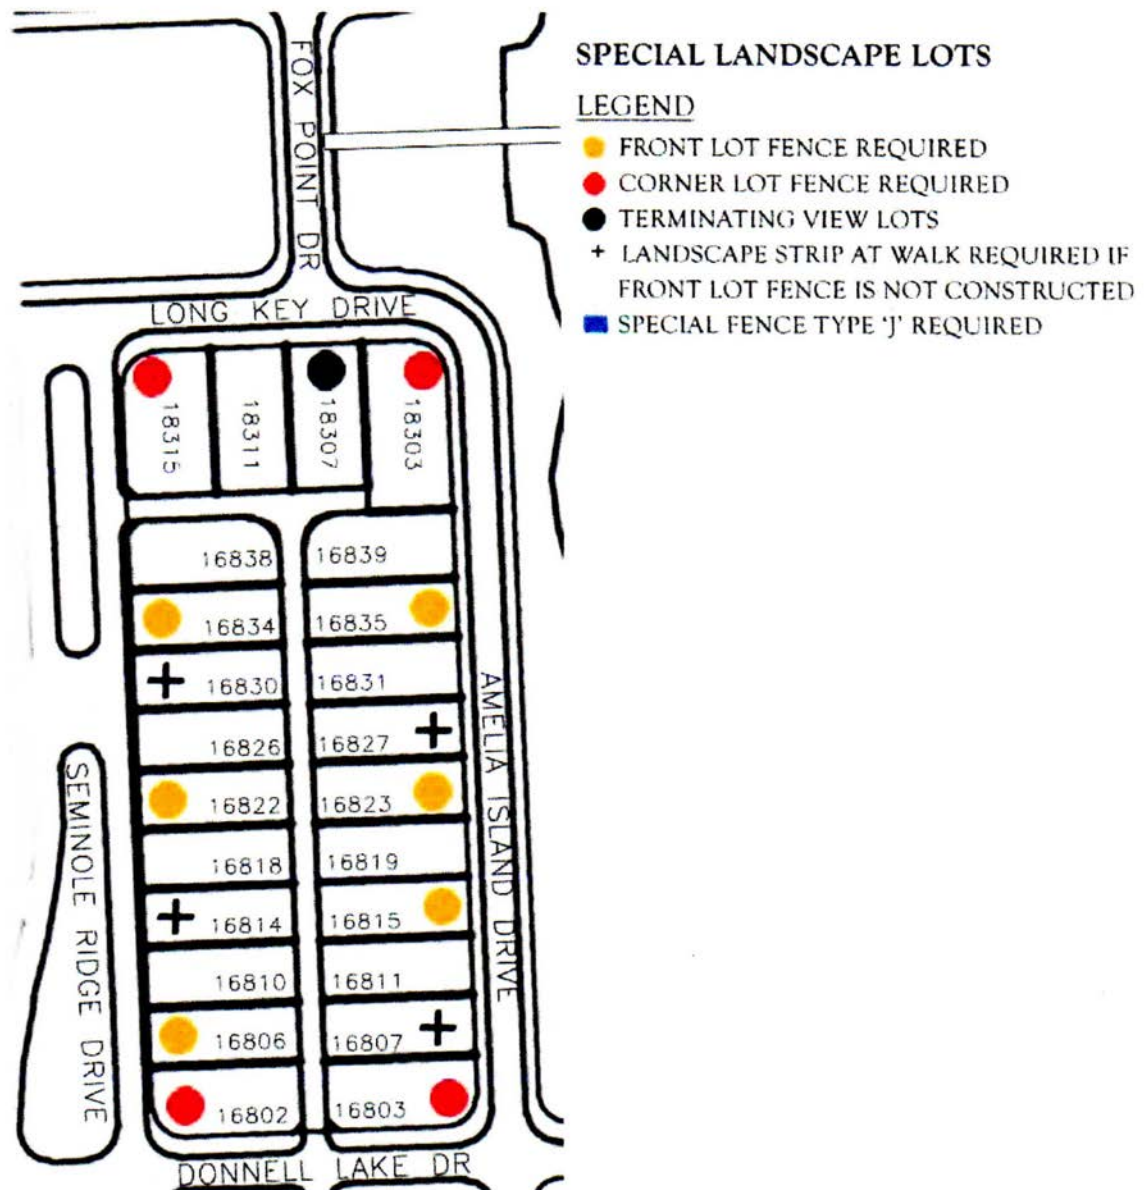 FOX POINT DR
SPECIAL LANDSCAPE LOTS
LEGEND
FRONT LOT FENCE REQUIRED
CORNER LOT FENCE REQUIRED
TERMINATING VIEW LOTS
+ LANDSCAPE STRIP AT WALK REQUIRED IF
FRONT LOT FENCE IS NOT CONSTRUCTED
SPECIAL FENCE TYPE 'J' REQUIRED
LONG KEY DRIVE
18315
18311
18307
18303
16838
16839
16834
16835
+ 16830
16831
16826
16827 +
16822
16823
16818
16819
+ 16814
16815
16810
16811
16806
16807 +
16802
16803
AMELIA ISLAND DRIVE
SEMINOLE RIDGE DRIVE
DONNELL LAKE DR